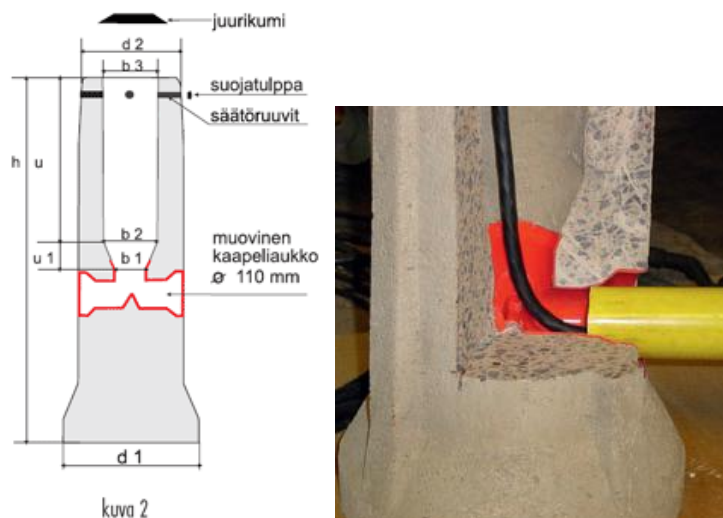 juurikumi
d 2
b 3
suojatulppa
säätöruuvit
h
u
b 2
u 1
b 1
muovinen
kaapeliaukko
ø 110 mm
d 1
kuva 2